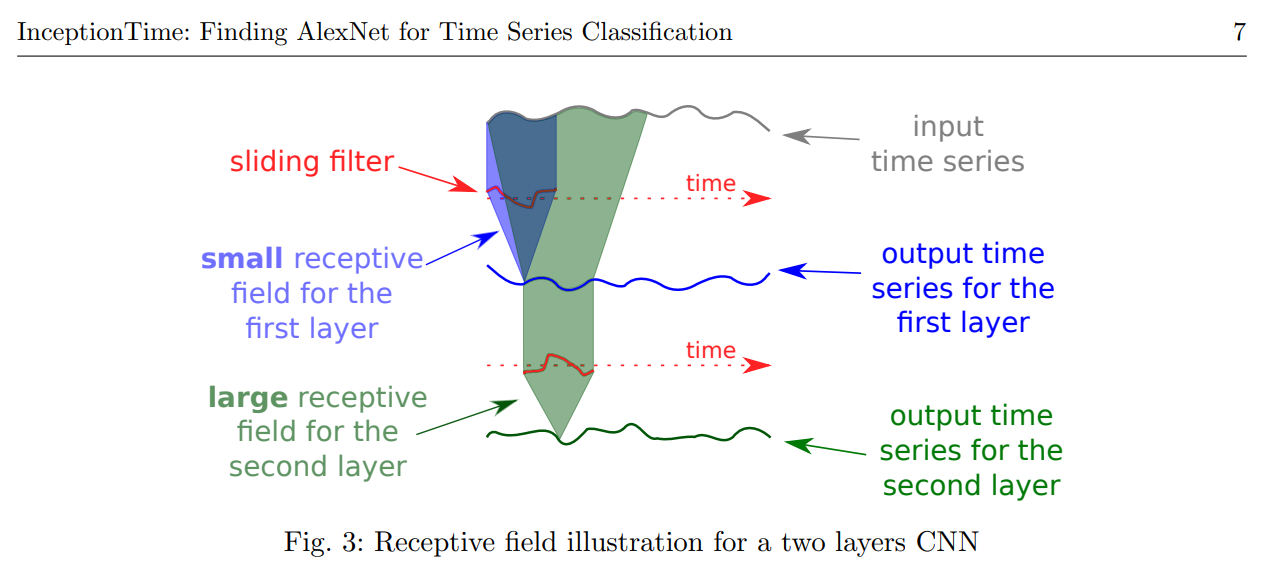 InceptionTime: Finding AlexNet for Time Series Classification 7
sliding filter
time
input
time series
small receptive
field for the
first layer
output time
series for the
first layer
time
large receptive
field for the
second layer
output time
series for the
second layer
Fig. 3: Receptive field illustration for a two layers CNN